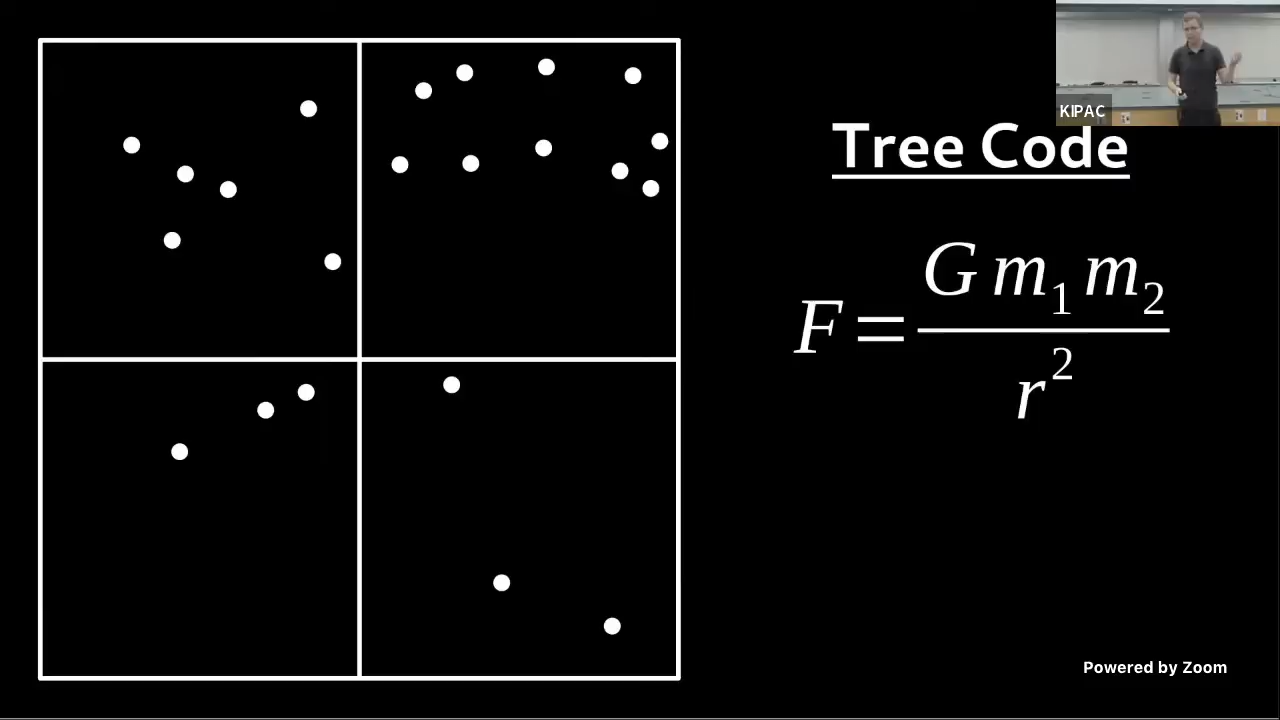 KIPAC
Tree Code
F = G m₁ m₂ / r²
Powered by Zoom